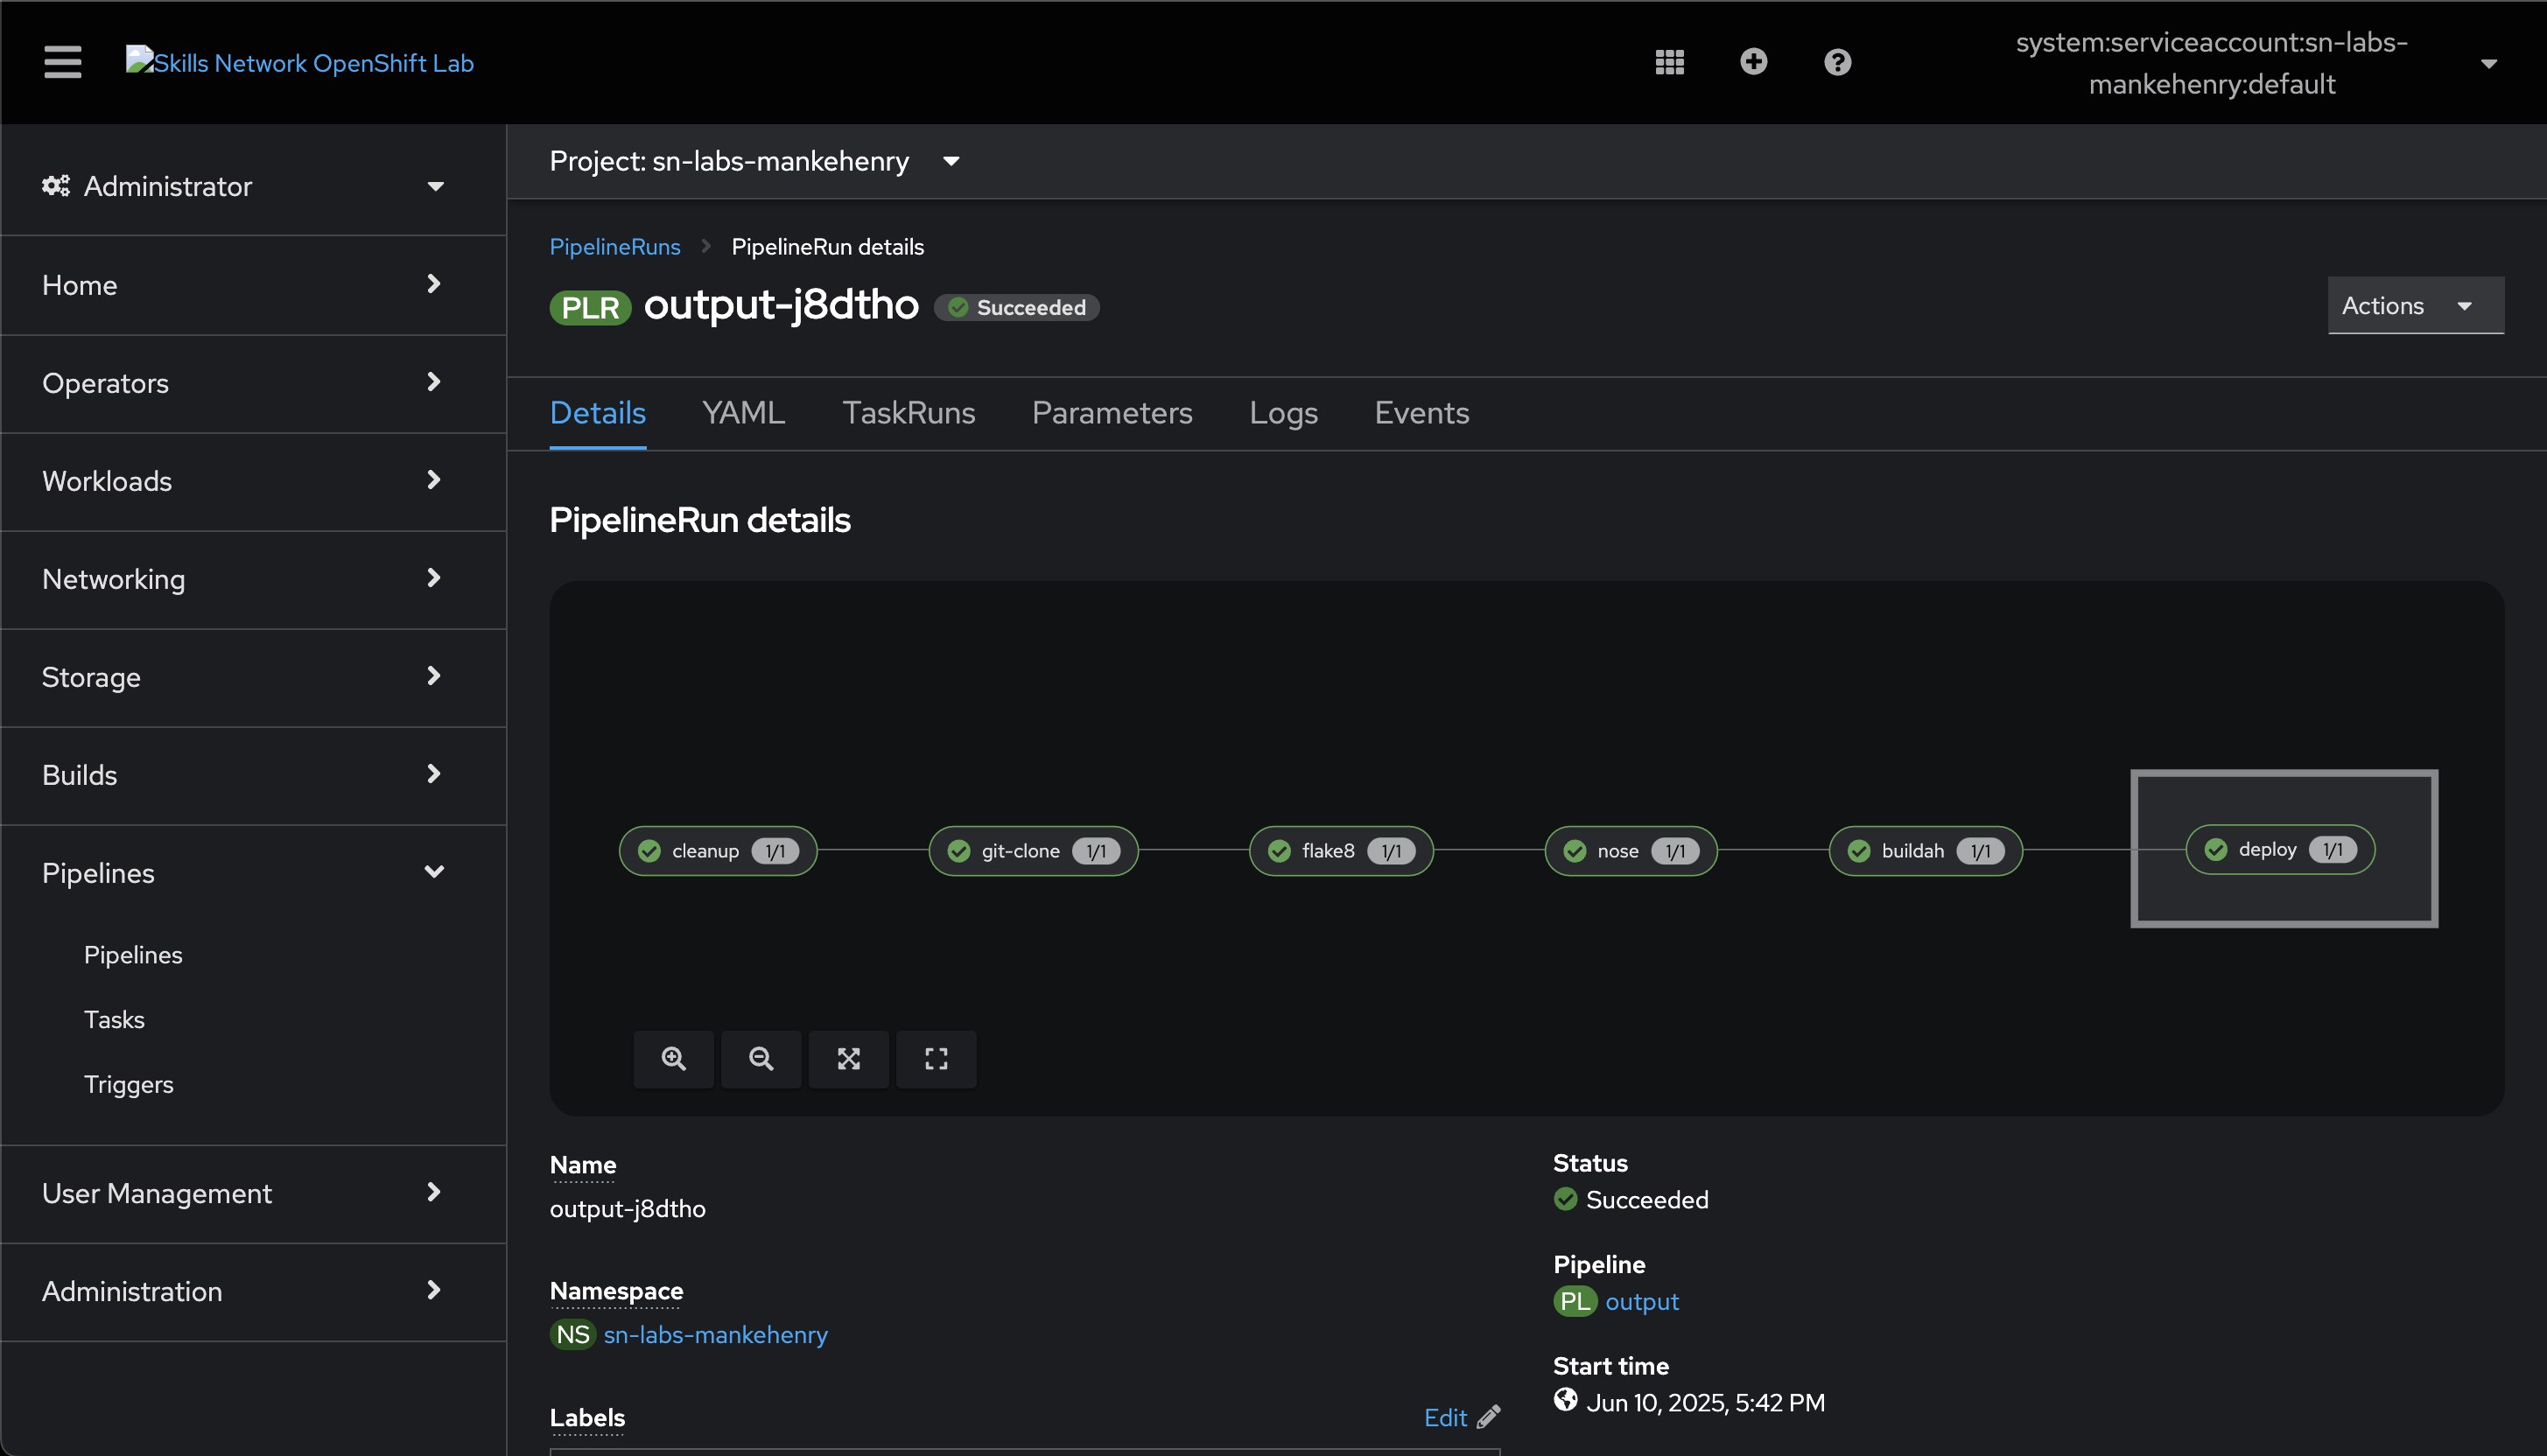 Skills Network OpenShift Lab
system:serviceaccount:sn-labs-
mankehenry:default
Administrator
Home
Operators
Workloads
Networking
Storage
Builds
Pipelines
Pipelines
Tasks
Triggers
User Management
Administration
Project: sn-labs-mankehenry
PipelineRuns PipelineRun details
PLR output-j8dtho Succeeded
Actions
Details YAML TaskRuns Parameters Logs Events
PipelineRun details
cleanup 1/1 git-clone 1/1 flake8 1/1 nose 1/1 buildah 1/1 deploy 1/1
Name
output-j8dtho
Namespace
NS sn-labs-mankehenry
Labels Edit
Status
Succeeded
Pipeline
PL output
Start time
Jun 10, 2025, 5:42 PM